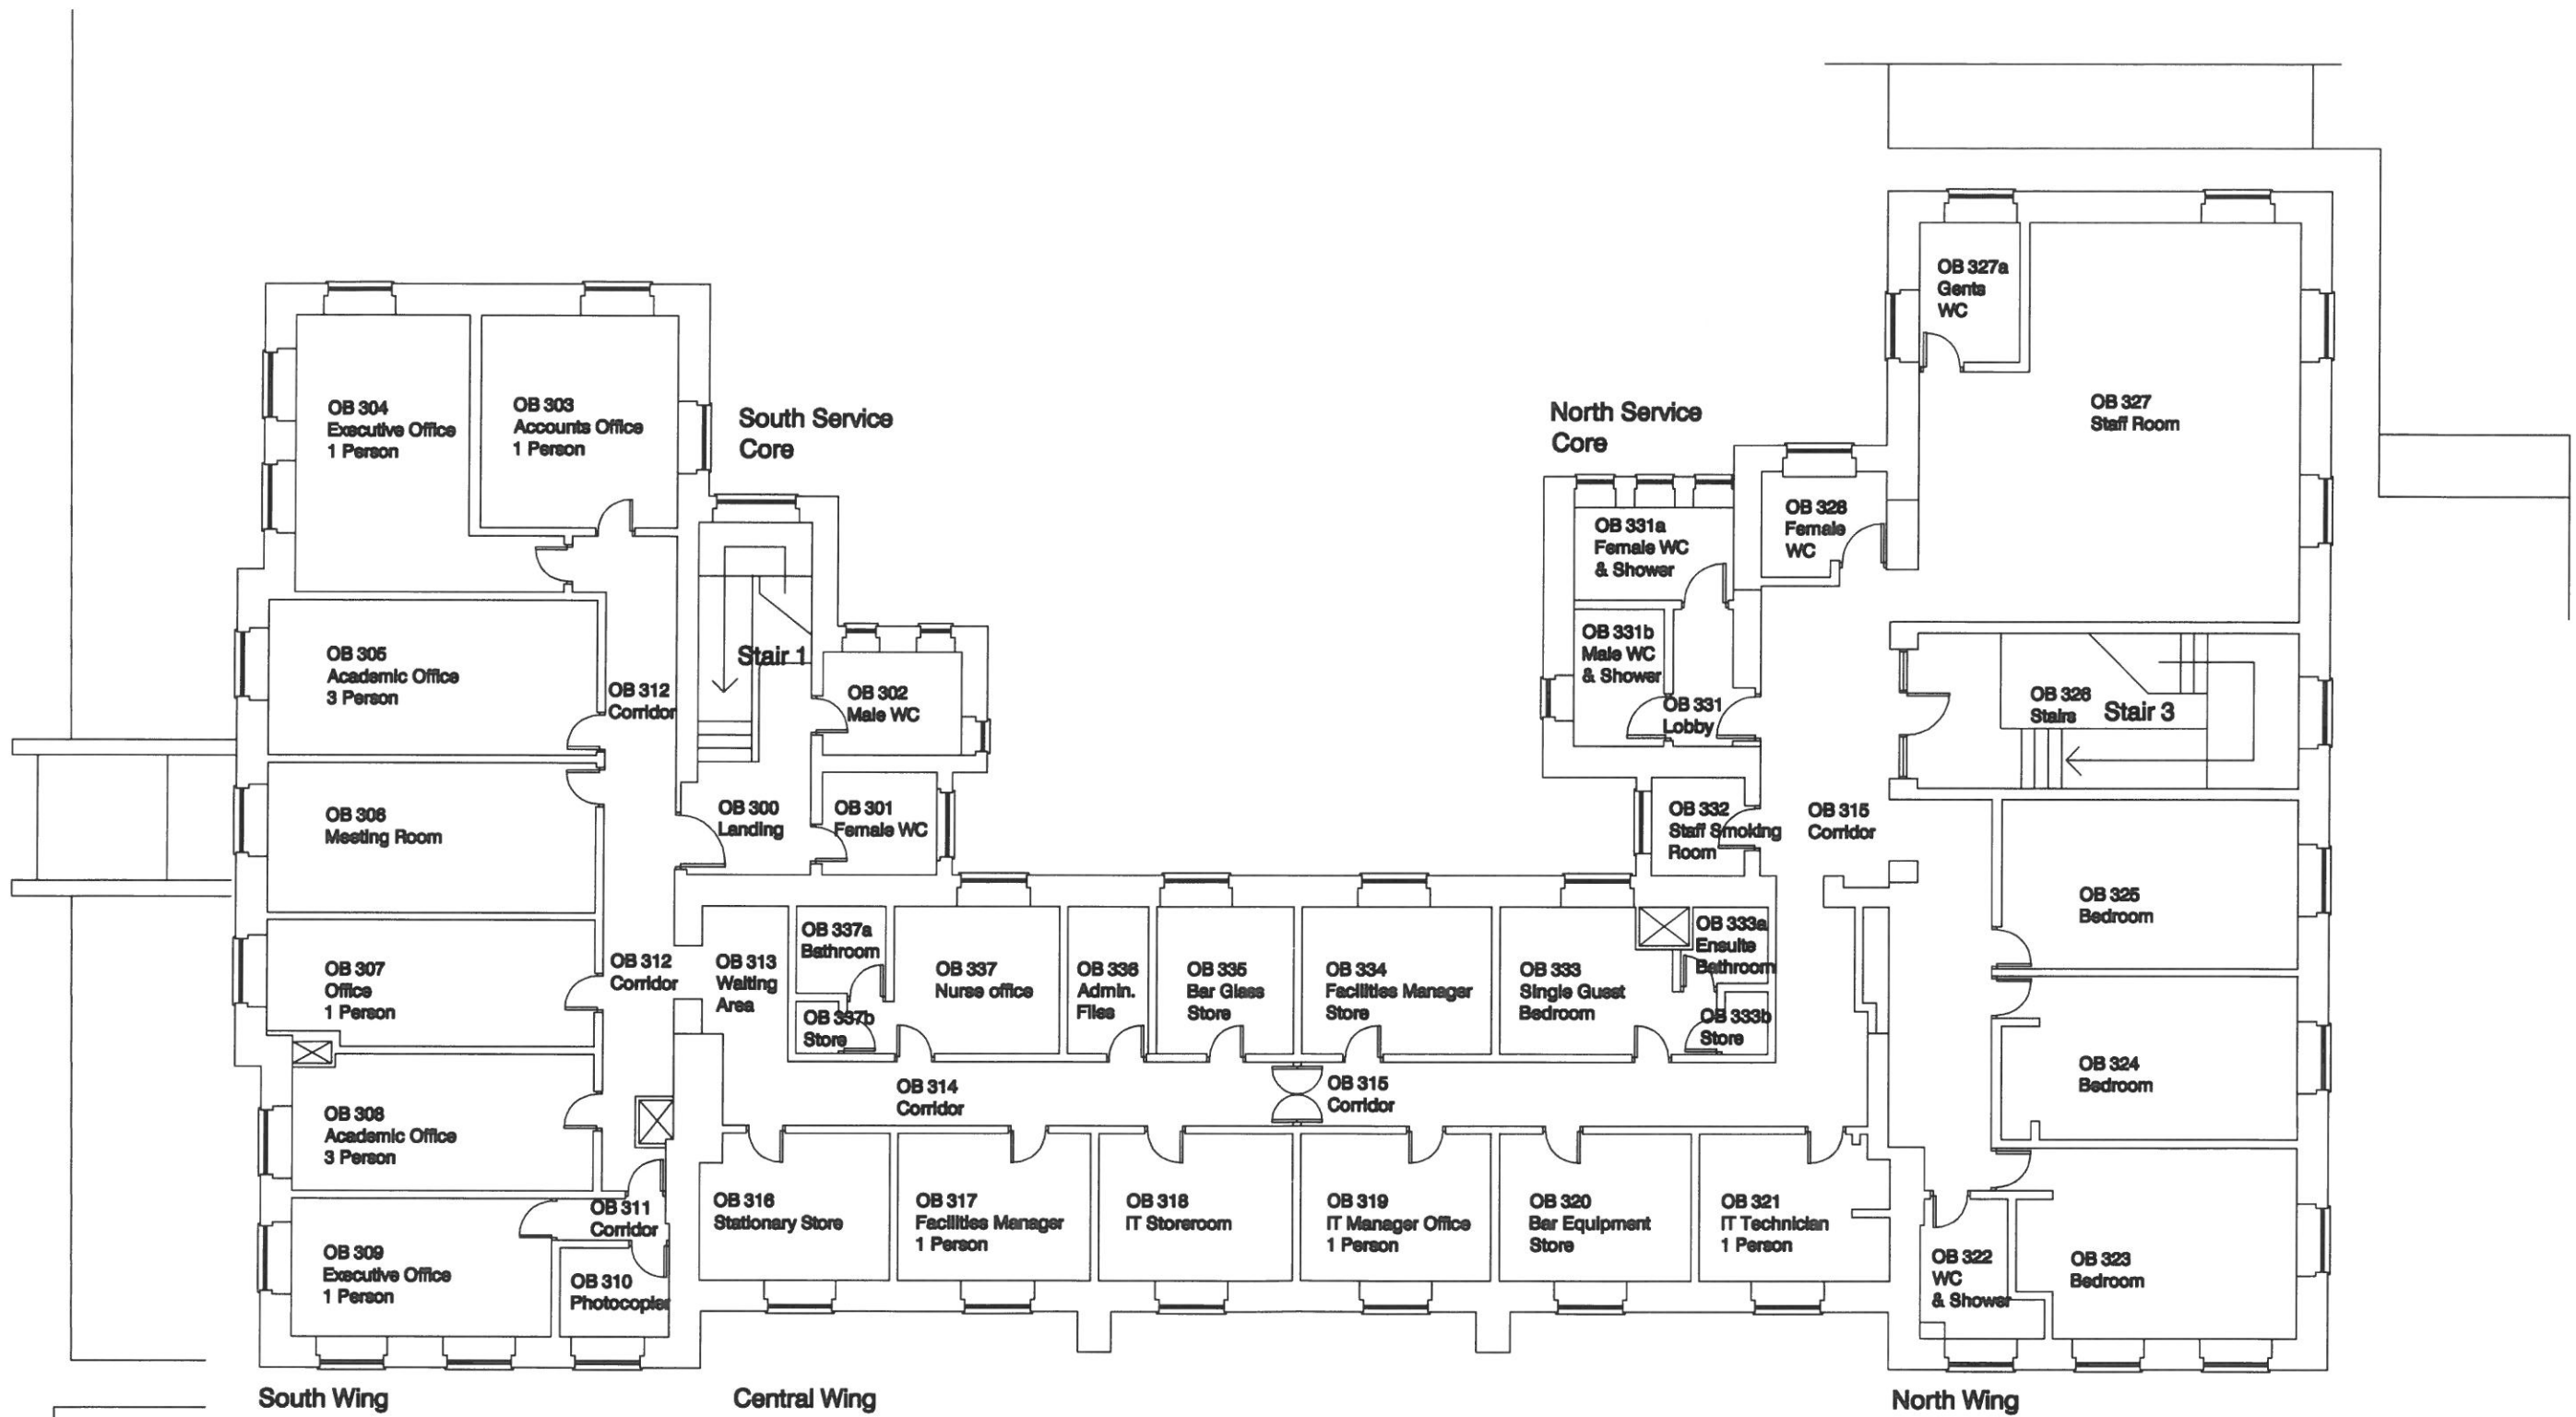 OB 327a
Gents
WC
OB 304
Executive Office
1 Person
OB 303
Accounts Office
1 Person
South Service
Core
North Service
Core
OB 327
Staff Room
OB 331a
Female WC
& Shower
OB 328
Female
WC
OB 305
Academic Office
3 Person
OB 312
Corridor
Stair 1
OB 302
Male WC
OB 331b
Male WC
& Shower
OB 331
Lobby
OB 326
Stairs
Stair 3
OB 306
Meeting Room
OB 300
Landing
OB 301
Female WC
OB 332
Staff Smoking
Room
OB 315
Corridor
OB 307
Office
1 Person
OB 312
Corridor
OB 313
Waiting
Area
OB 337a
Bathroom
OB 337b
Store
OB 337
Nurse office
OB 336
Admin.
Files
OB 335
Bar Glass
Store
OB 334
Facilities Manager
Store
OB 333
Single Guest
Bedroom
OB 333a
Ensuite
Bathroom
OB 333b
Store
OB 325
Bedroom
OB 324
Bedroom
OB 308
Academic Office
3 Person
OB 314
Corridor
OB 315
Corridor
OB 309
Executive Office
1 Person
OB 311
Corridor
OB 310
Photocopier
OB 316
Stationary Store
OB 317
Facilities Manager
1 Person
OB 318
IT Storeroom
OB 319
IT Manager Office
1 Person
OB 320
Bar Equipment
Store
OB 321
IT Technician
1 Person
OB 322
WC
& Shower
OB 323
Bedroom
South Wing
Central Wing
North Wing